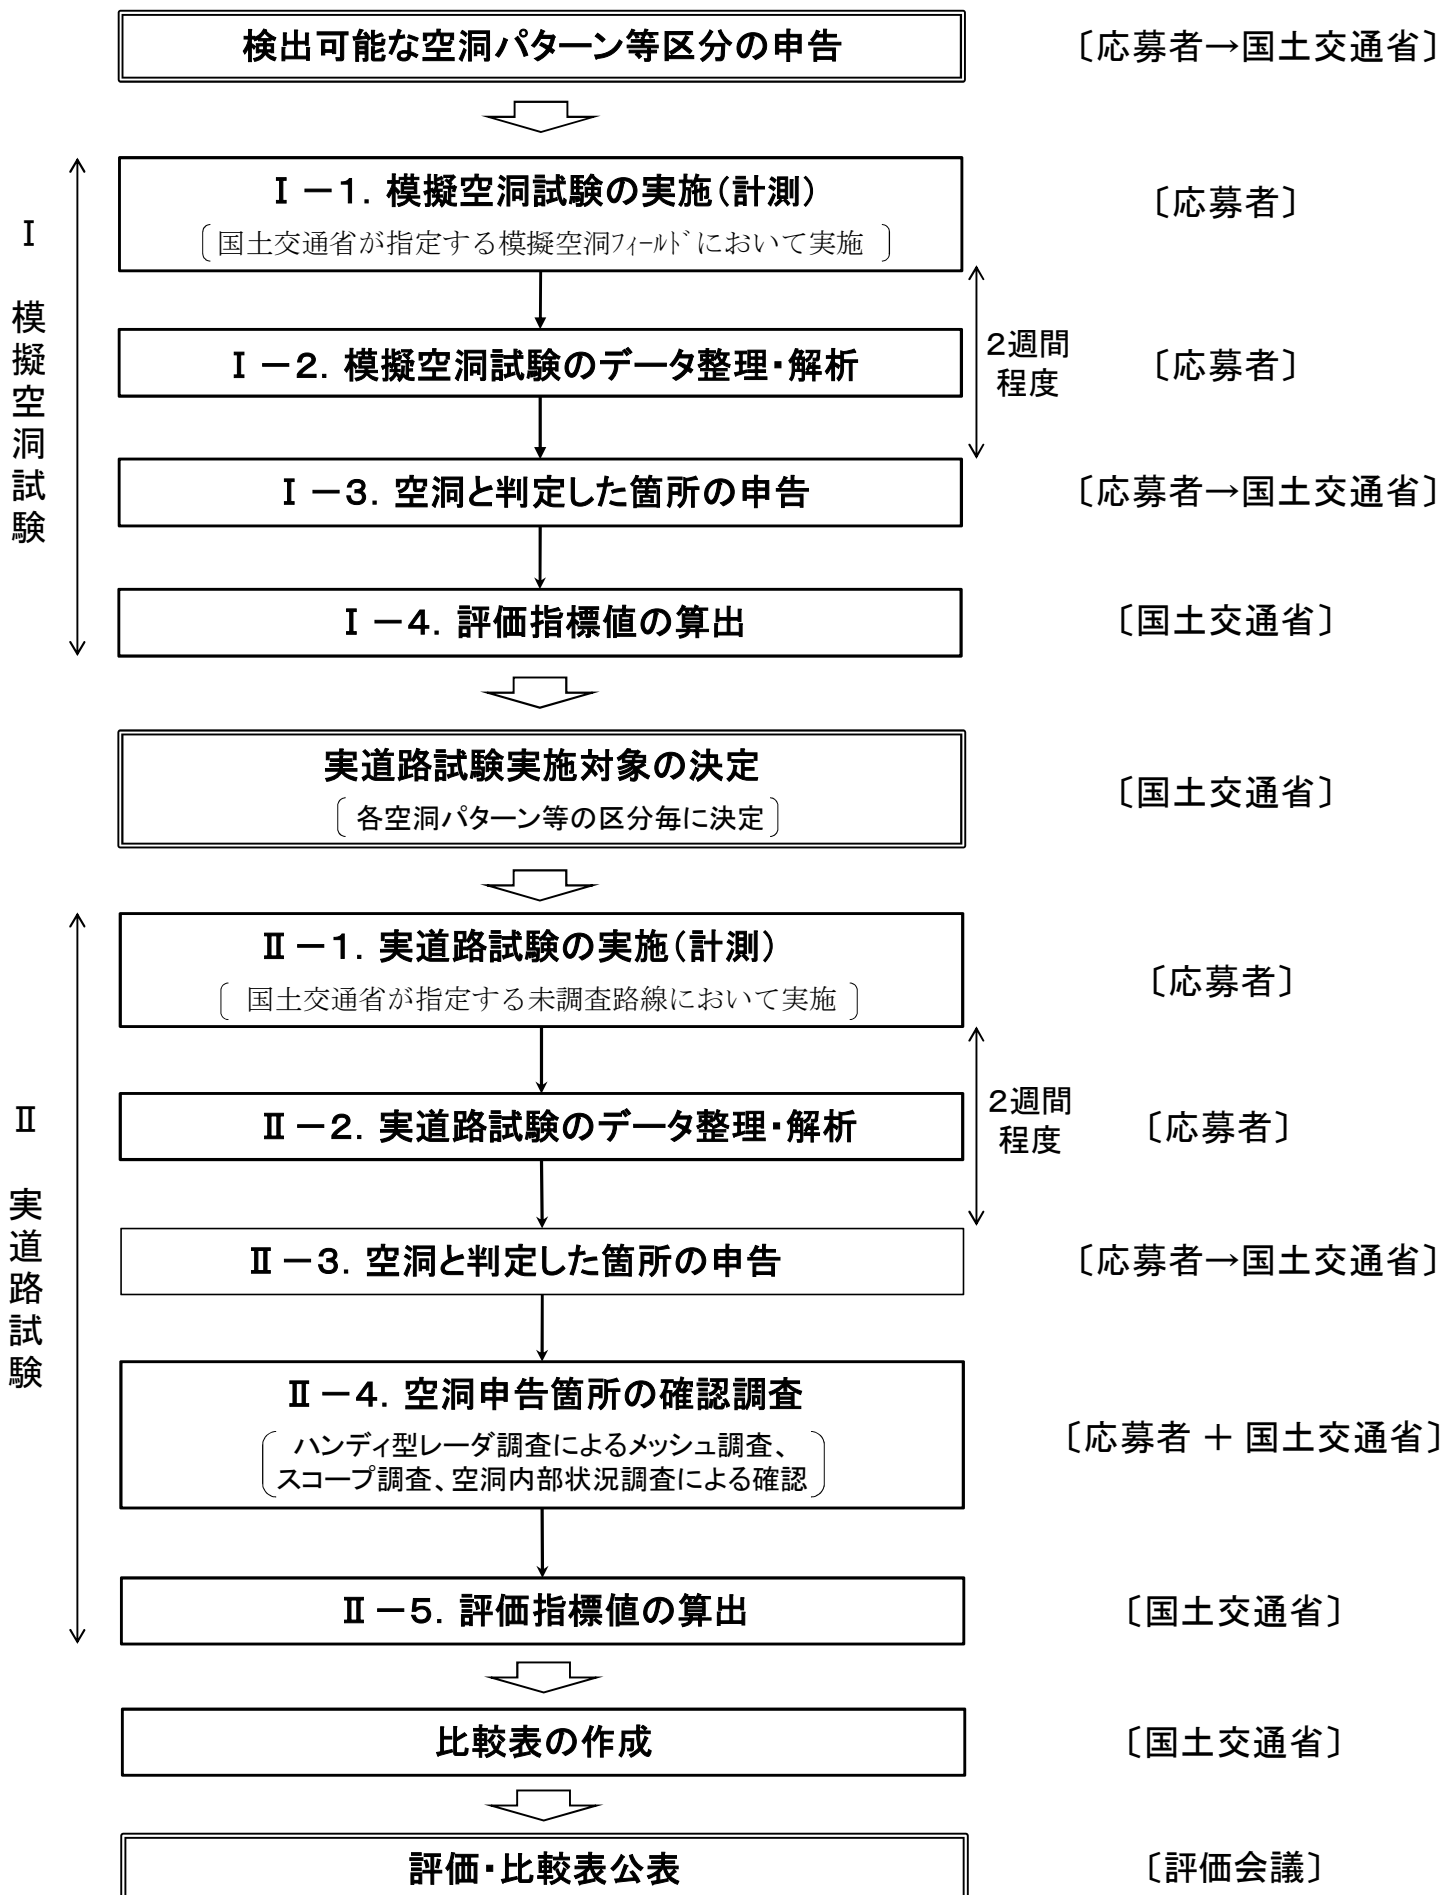 検出可能な空洞パターン等区分の申告
〔応募者→国土交通省〕
Ⅰ 模擬空洞試験
Ⅰ－１．模擬空洞試験の実施（計測）
〔国土交通省が指定する模擬空洞ﾌｨｰﾙﾄﾞにおいて実施〕
〔応募者〕
２週間
程度
Ⅰ－２．模擬空洞試験のデータ整理・解析
〔応募者〕
Ⅰ－３．空洞と判定した箇所の申告
〔応募者→国土交通省〕
Ⅰ－４．評価指標値の算出
〔国土交通省〕
実道路試験実施対象の決定
〔各空洞パターン等の区分毎に決定〕
〔国土交通省〕
Ⅱ 実道路試験
Ⅱ－１．実道路試験の実施（計測）
〔国土交通省が指定する未調査路線において実施〕
〔応募者〕
２週間
程度
Ⅱ－２．実道路試験のデータ整理・解析
〔応募者〕
Ⅱ－３．空洞と判定した箇所の申告
〔応募者→国土交通省〕
Ⅱ－４．空洞申告箇所の確認調査
ハンディ型レーダ調査によるメッシュ調査、
スコープ調査、空洞内部状況調査による確認
〔応募者 ＋ 国土交通省〕
Ⅱ－５．評価指標値の算出
〔国土交通省〕
比較表の作成
〔国土交通省〕
評価・比較表公表
〔評価会議〕